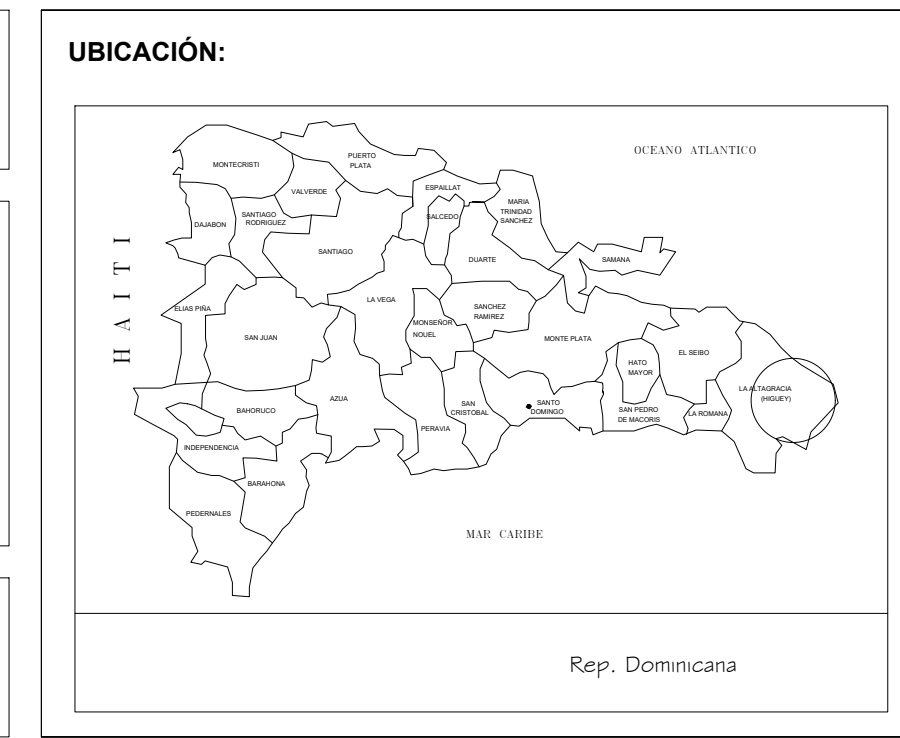 UBICACIÓN:
OCEANO ATLANTICO
HAITI
MONTECRISTI
PUERTO
PLATA
VALVERDE
ESPAILLAT
MARIA
TRINIDAD
SANCHEZ
DAJABON
SANTIAGO
RODRIGUEZ
SALCEDO
SANTIAGO
DUARTE
SAMANA
ELIAS PIÑA
LA VEGA
SANCHEZ
RAMIREZ
MONSEÑOR
NOUEL
SAN JUAN
MONTE PLATA
EL SEIBO
HATO
MAYOR
LA ALTAGRACIA
(HIGUEY)
AZUA
BAHORUCO
SAN
CRISTOBAL
SANTO
DOMINGO
SAN PEDRO
DE MACORIS
LA ROMANA
PERAVIA
INDEPENDENCIA
BARAHONA
PEDERNALES
MAR CARIBE
Rep. Dominicana